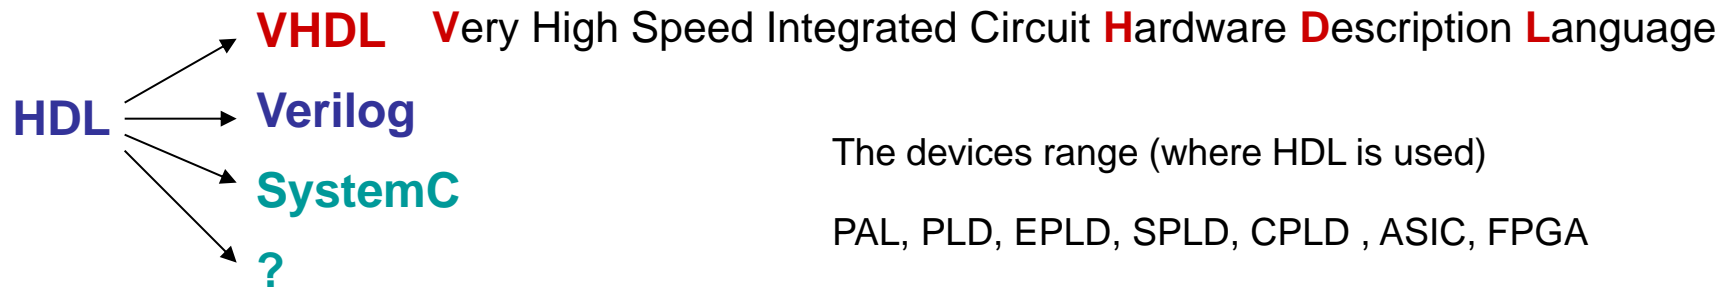 VHDL Very High Speed Integrated Circuit Hardware Description Language
HDL
Verilog
SystemC
?
The devices range (where HDL is used)
PAL, PLD, EPLD, SPLD, CPLD , ASIC, FPGA